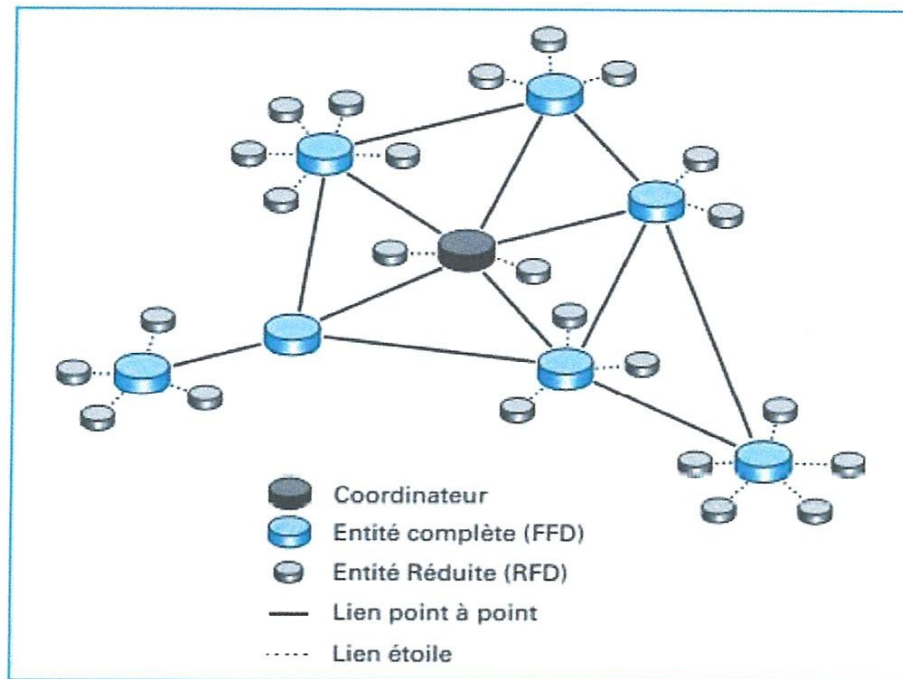 Coordinateur
Entité complète (FFD)
Entité Réduite (RFD)
Lien point à point
Lien étoile